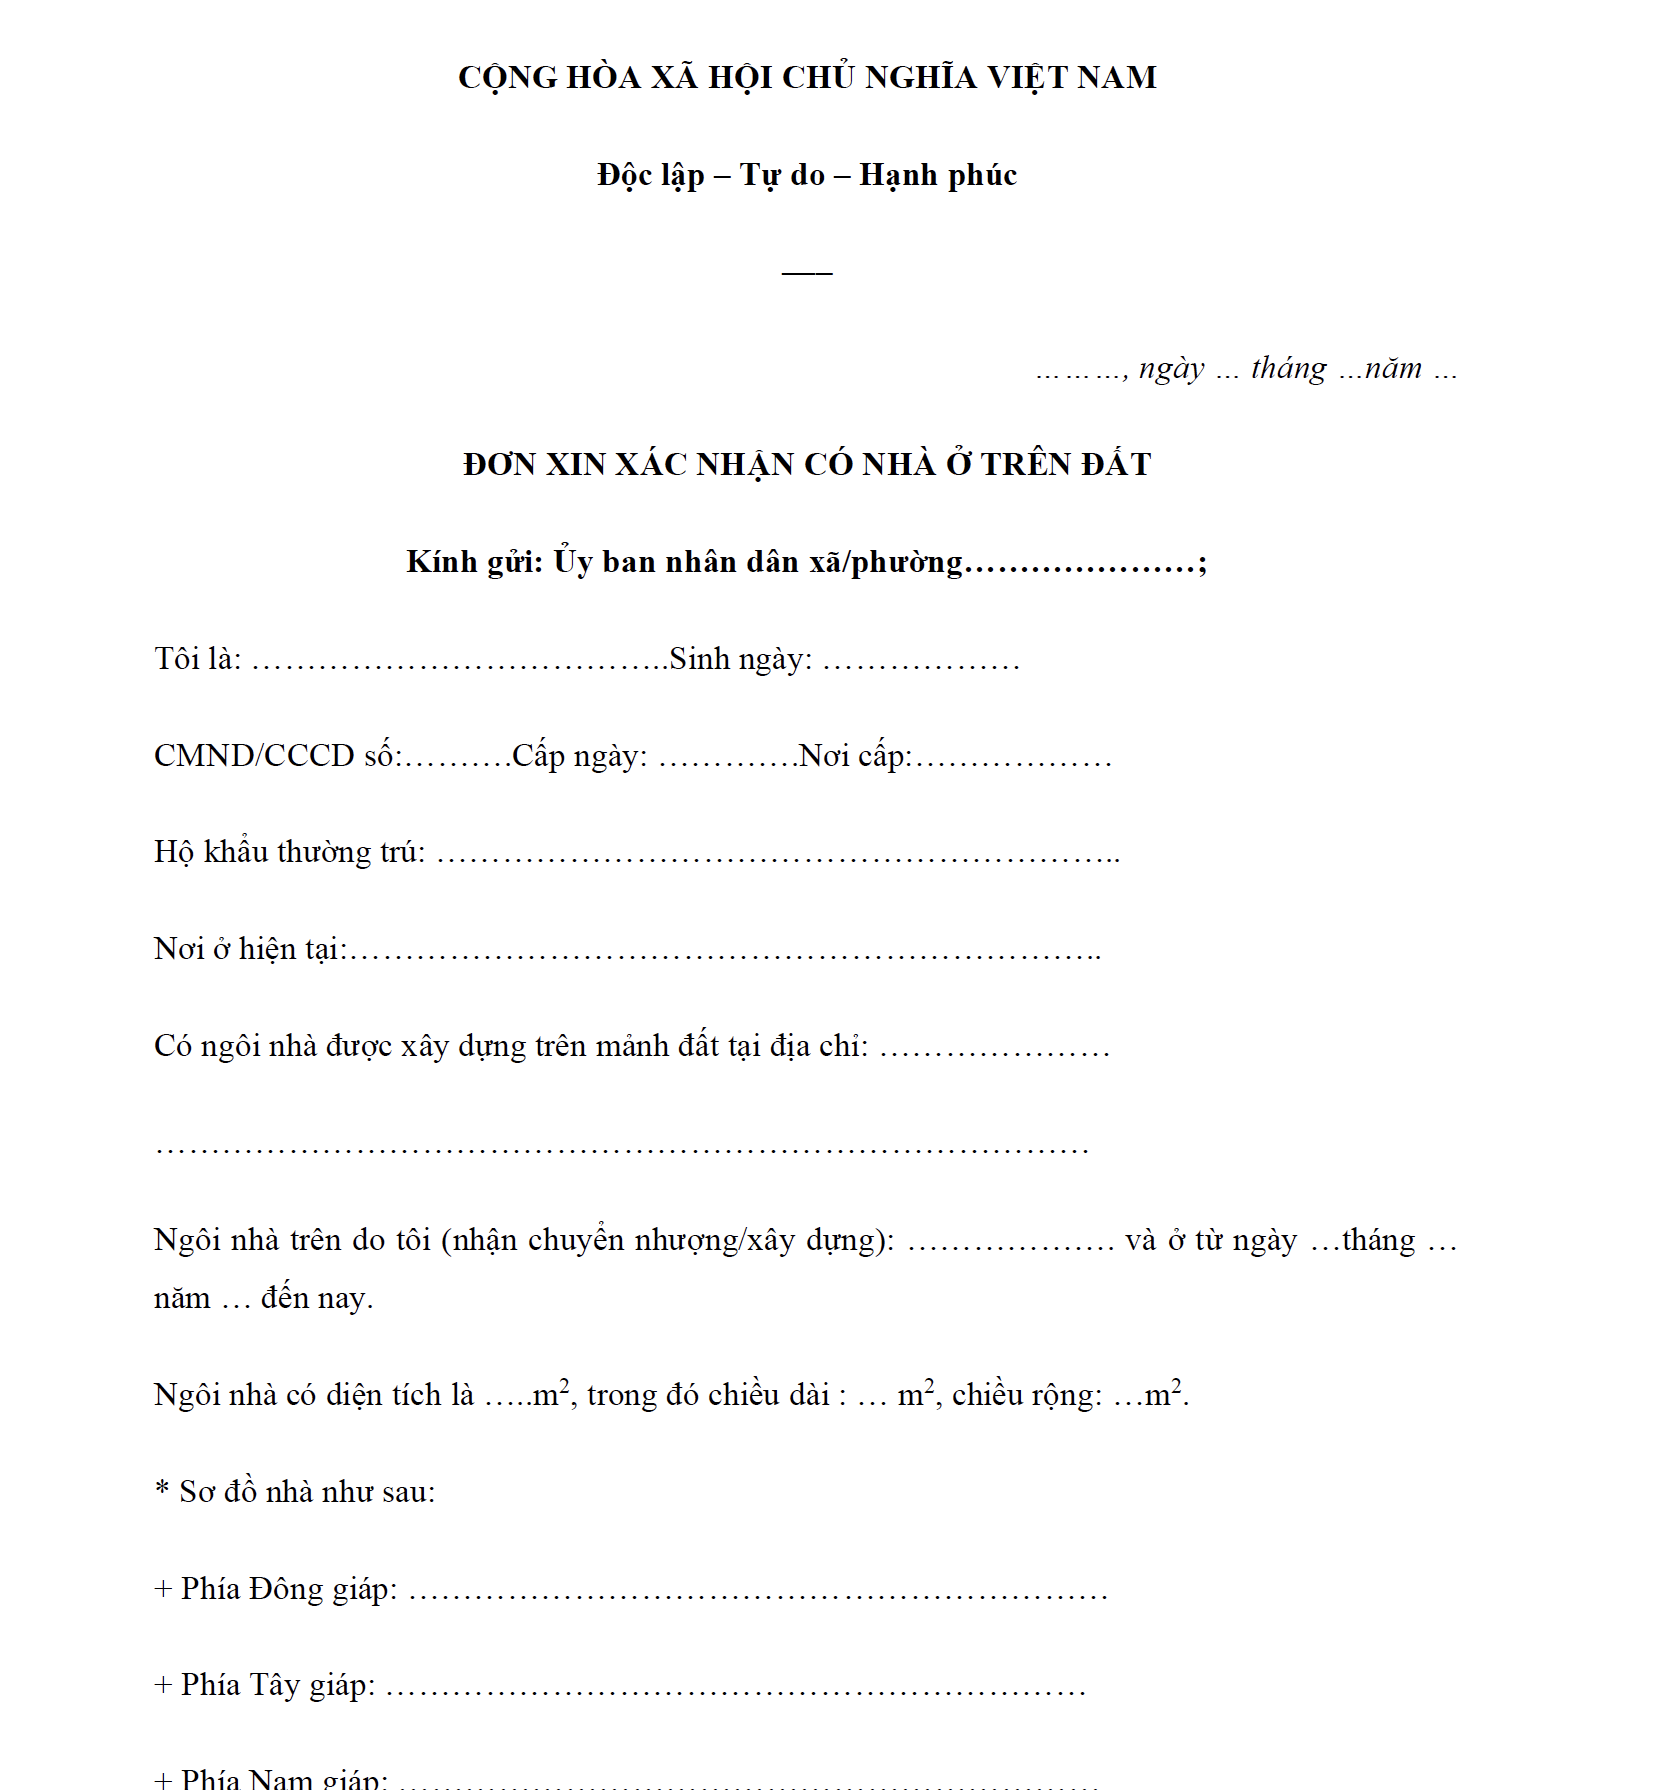 CỘNG HÒA XÃ HỘI CHỦ NGHĨA VIỆT NAM
Độc lập – Tự do – Hạnh phúc
—–
………, ngày … tháng …năm …
ĐƠN XIN XÁC NHẬN CÓ NHÀ Ở TRÊN ĐẤT
Kính gửi: Ủy ban nhân dân xã/phường…………………;
Tôi là: ………………………………..Sinh ngày: ………………
CMND/CCCD số:……….Cấp ngày: ………….Nơi cấp:………………
Hộ khẩu thường trú: ……………………………………………………..
Nơi ở hiện tại:…………………………………………………………..
Có ngôi nhà được xây dựng trên mảnh đất tại địa chỉ: …………………
…………………………………………………………………………
Ngôi nhà trên do tôi (nhận chuyển nhượng/xây dựng): ………………. và ở từ ngày …tháng …
năm … đến nay.
Ngôi nhà có diện tích là …..m², trong đó chiều dài : … m², chiều rộng: …m².
* Sơ đồ nhà như sau:
+ Phía Đông giáp: ………………………………………………………
+ Phía Tây giáp: ………………………………………………………
+ Phía Nam giáp: ………………………………………………………